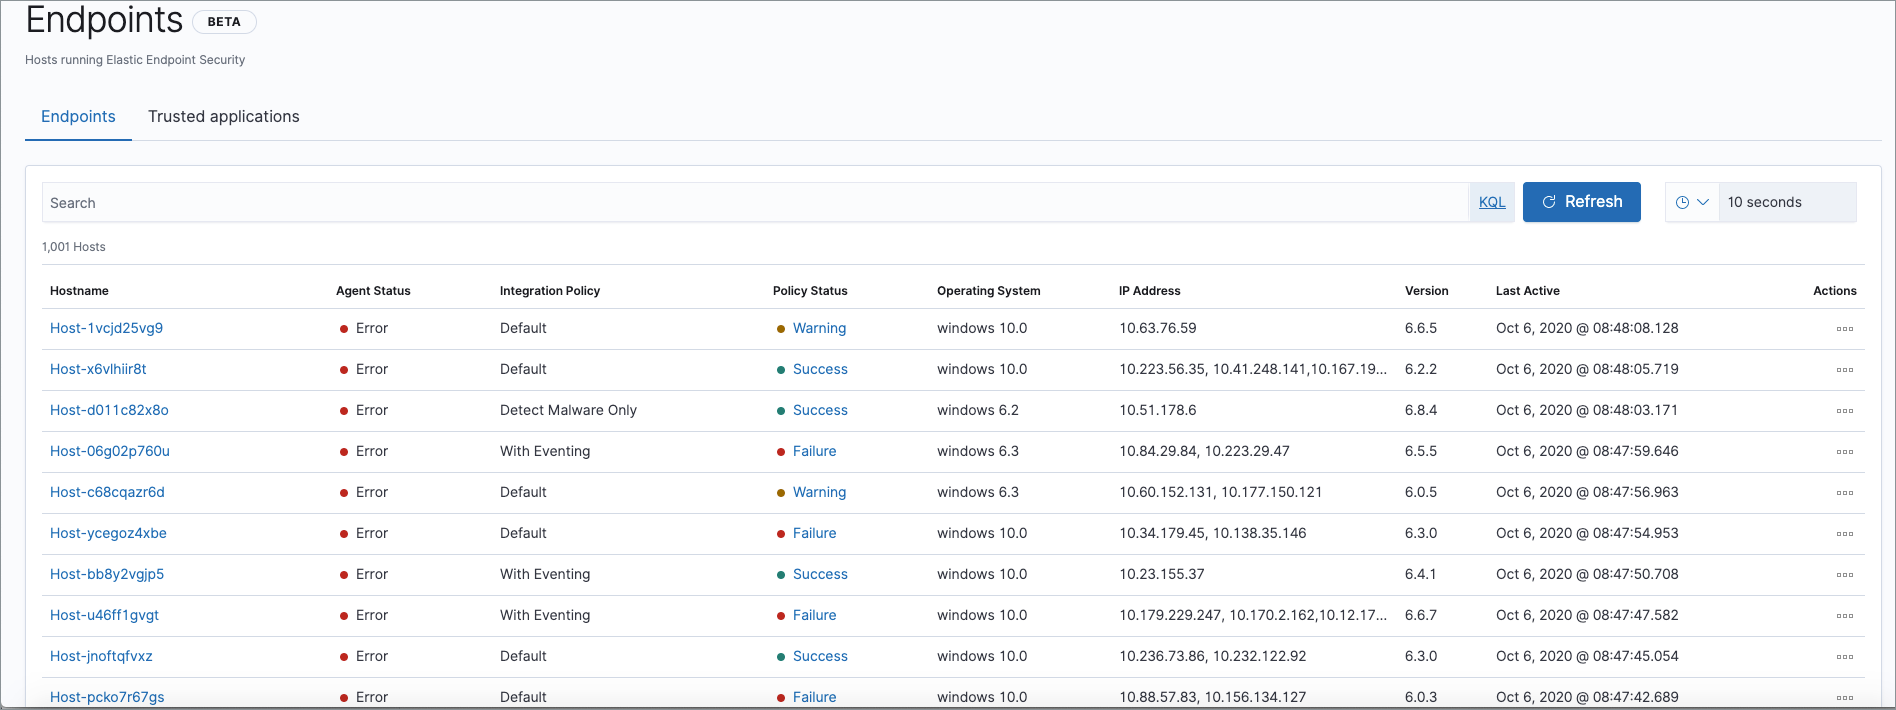 Endpoints BETA
Hosts running Elastic Endpoint Security
Endpoints Trusted applications
Search KQL Refresh 10 seconds
1,001 Hosts
Hostname Agent Status Integration Policy Policy Status Operating System IP Address Version Last Active Actions
Host-1vcjd25vg9 Error Default Warning windows 10.0 10.63.76.59 6.6.5 Oct 6, 2020 @ 08:48:08.128
Host-x6vlhiir8t Error Default Success windows 10.0 10.223.56.35, 10.41.248.141,10.167.19... 6.2.2 Oct 6, 2020 @ 08:48:05.719
Host-d011c82x8o Error Detect Malware Only Success windows 6.2 10.51.178.6 6.8.4 Oct 6, 2020 @ 08:48:03.171
Host-06g02p760u Error With Eventing Failure windows 6.3 10.84.29.84, 10.223.29.47 6.5.5 Oct 6, 2020 @ 08:47:59.646
Host-c68cqazr6d Error Default Warning windows 6.3 10.60.152.131, 10.177.150.121 6.0.5 Oct 6, 2020 @ 08:47:56.963
Host-ycegoz4xbe Error Default Failure windows 10.0 10.34.179.45, 10.138.35.146 6.3.0 Oct 6, 2020 @ 08:47:54.953
Host-bb8y2vgjp5 Error With Eventing Success windows 10.0 10.23.155.37 6.4.1 Oct 6, 2020 @ 08:47:50.708
Host-u46ff1gvgt Error With Eventing Failure windows 10.0 10.179.229.247, 10.170.2.162,10.12.17... 6.6.7 Oct 6, 2020 @ 08:47:47.582
Host-jnoftqfvxz Error Default Success windows 10.0 10.236.73.86, 10.232.122.92 6.3.0 Oct 6, 2020 @ 08:47:45.054
Host-pcko7r67gs Error Default Failure windows 10.0 10.88.57.83, 10.156.134.127 6.0.3 Oct 6, 2020 @ 08:47:42.689